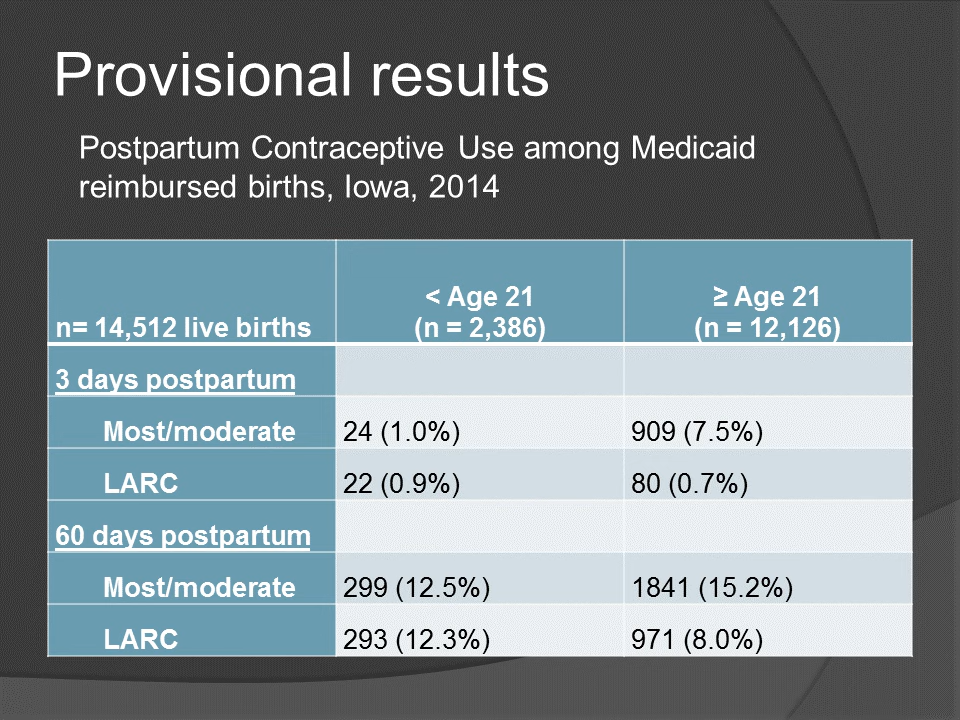 Provisional results
Postpartum Contraceptive Use among Medicaid
reimbursed births, Iowa, 2014
n= 14,512 live births
< Age 21
(n = 2,386)
≥ Age 21
(n = 12,126)
3 days postpartum
Most/moderate 24 (1.0%) 909 (7.5%)
LARC 22 (0.9%) 80 (0.7%)
60 days postpartum
Most/moderate 299 (12.5%) 1841 (15.2%)
LARC 293 (12.3%) 971 (8.0%)